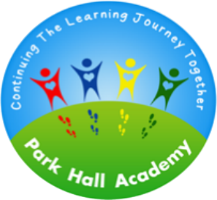 Continuing The Learning Journey Together
Park Hall Academy